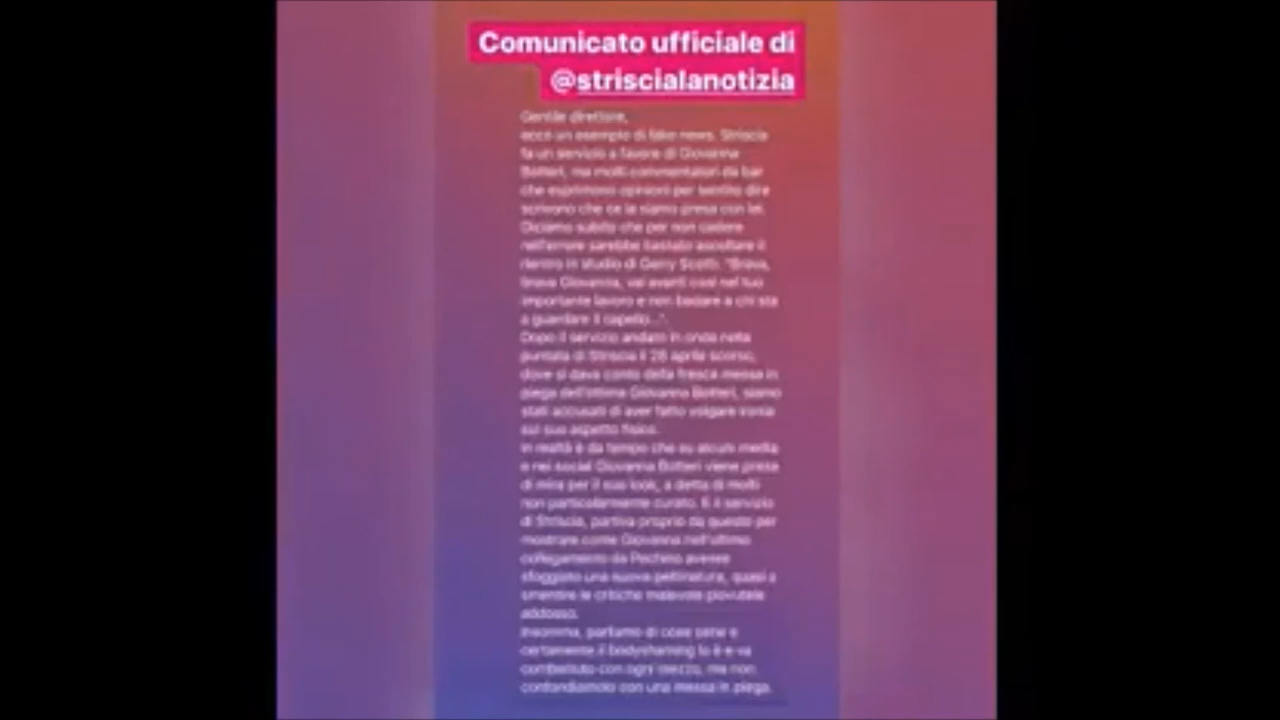 Comunicato ufficiale di
@striscialanotizia
Gentile direttore,
ecco un esempio di fake news. Striscia
fa un servizio a favore di Giovanna
Botteri, ma molti commentatori da bar
che esprimono opinioni per sentito dire
scrivono che ce la siamo presa con lei.
Diciamo subito che per non cadere
nell'errore sarebbe bastato ascoltare il
rientro in studio di Gerry Scotti. "Brava,
brava Giovanna, vai avanti così nel tuo
importante lavoro e non badare a chi sta
a guardare il capello...".
Dopo il servizio andato in onda nella
puntata di Striscia il 28 aprile scorso,
dove si dava conto della fresca messa in
piega dell'ottima Giovanna Botteri, siamo
stati accusati di aver fatto volgare ironia
sul suo aspetto fisico.
In realtà è da tempo che su alcuni media
e nei social Giovanna Botteri viene presa
di mira per il suo look, a detta di molti
non particolarmente curato. E il servizio
di Striscia, partiva proprio da questo per
mostrare come Giovanna nell'ultimo
collegamento da Pechino avesse
sfoggiato una nuova pettinatura, quasi a
smentire le critiche malevole piovutele
addosso.
Insomma, parliamo di cose serie e
certamente il bodyshaming lo è e va
combattuto con ogni mezzo, ma non
confondiamolo con una messa in piega.